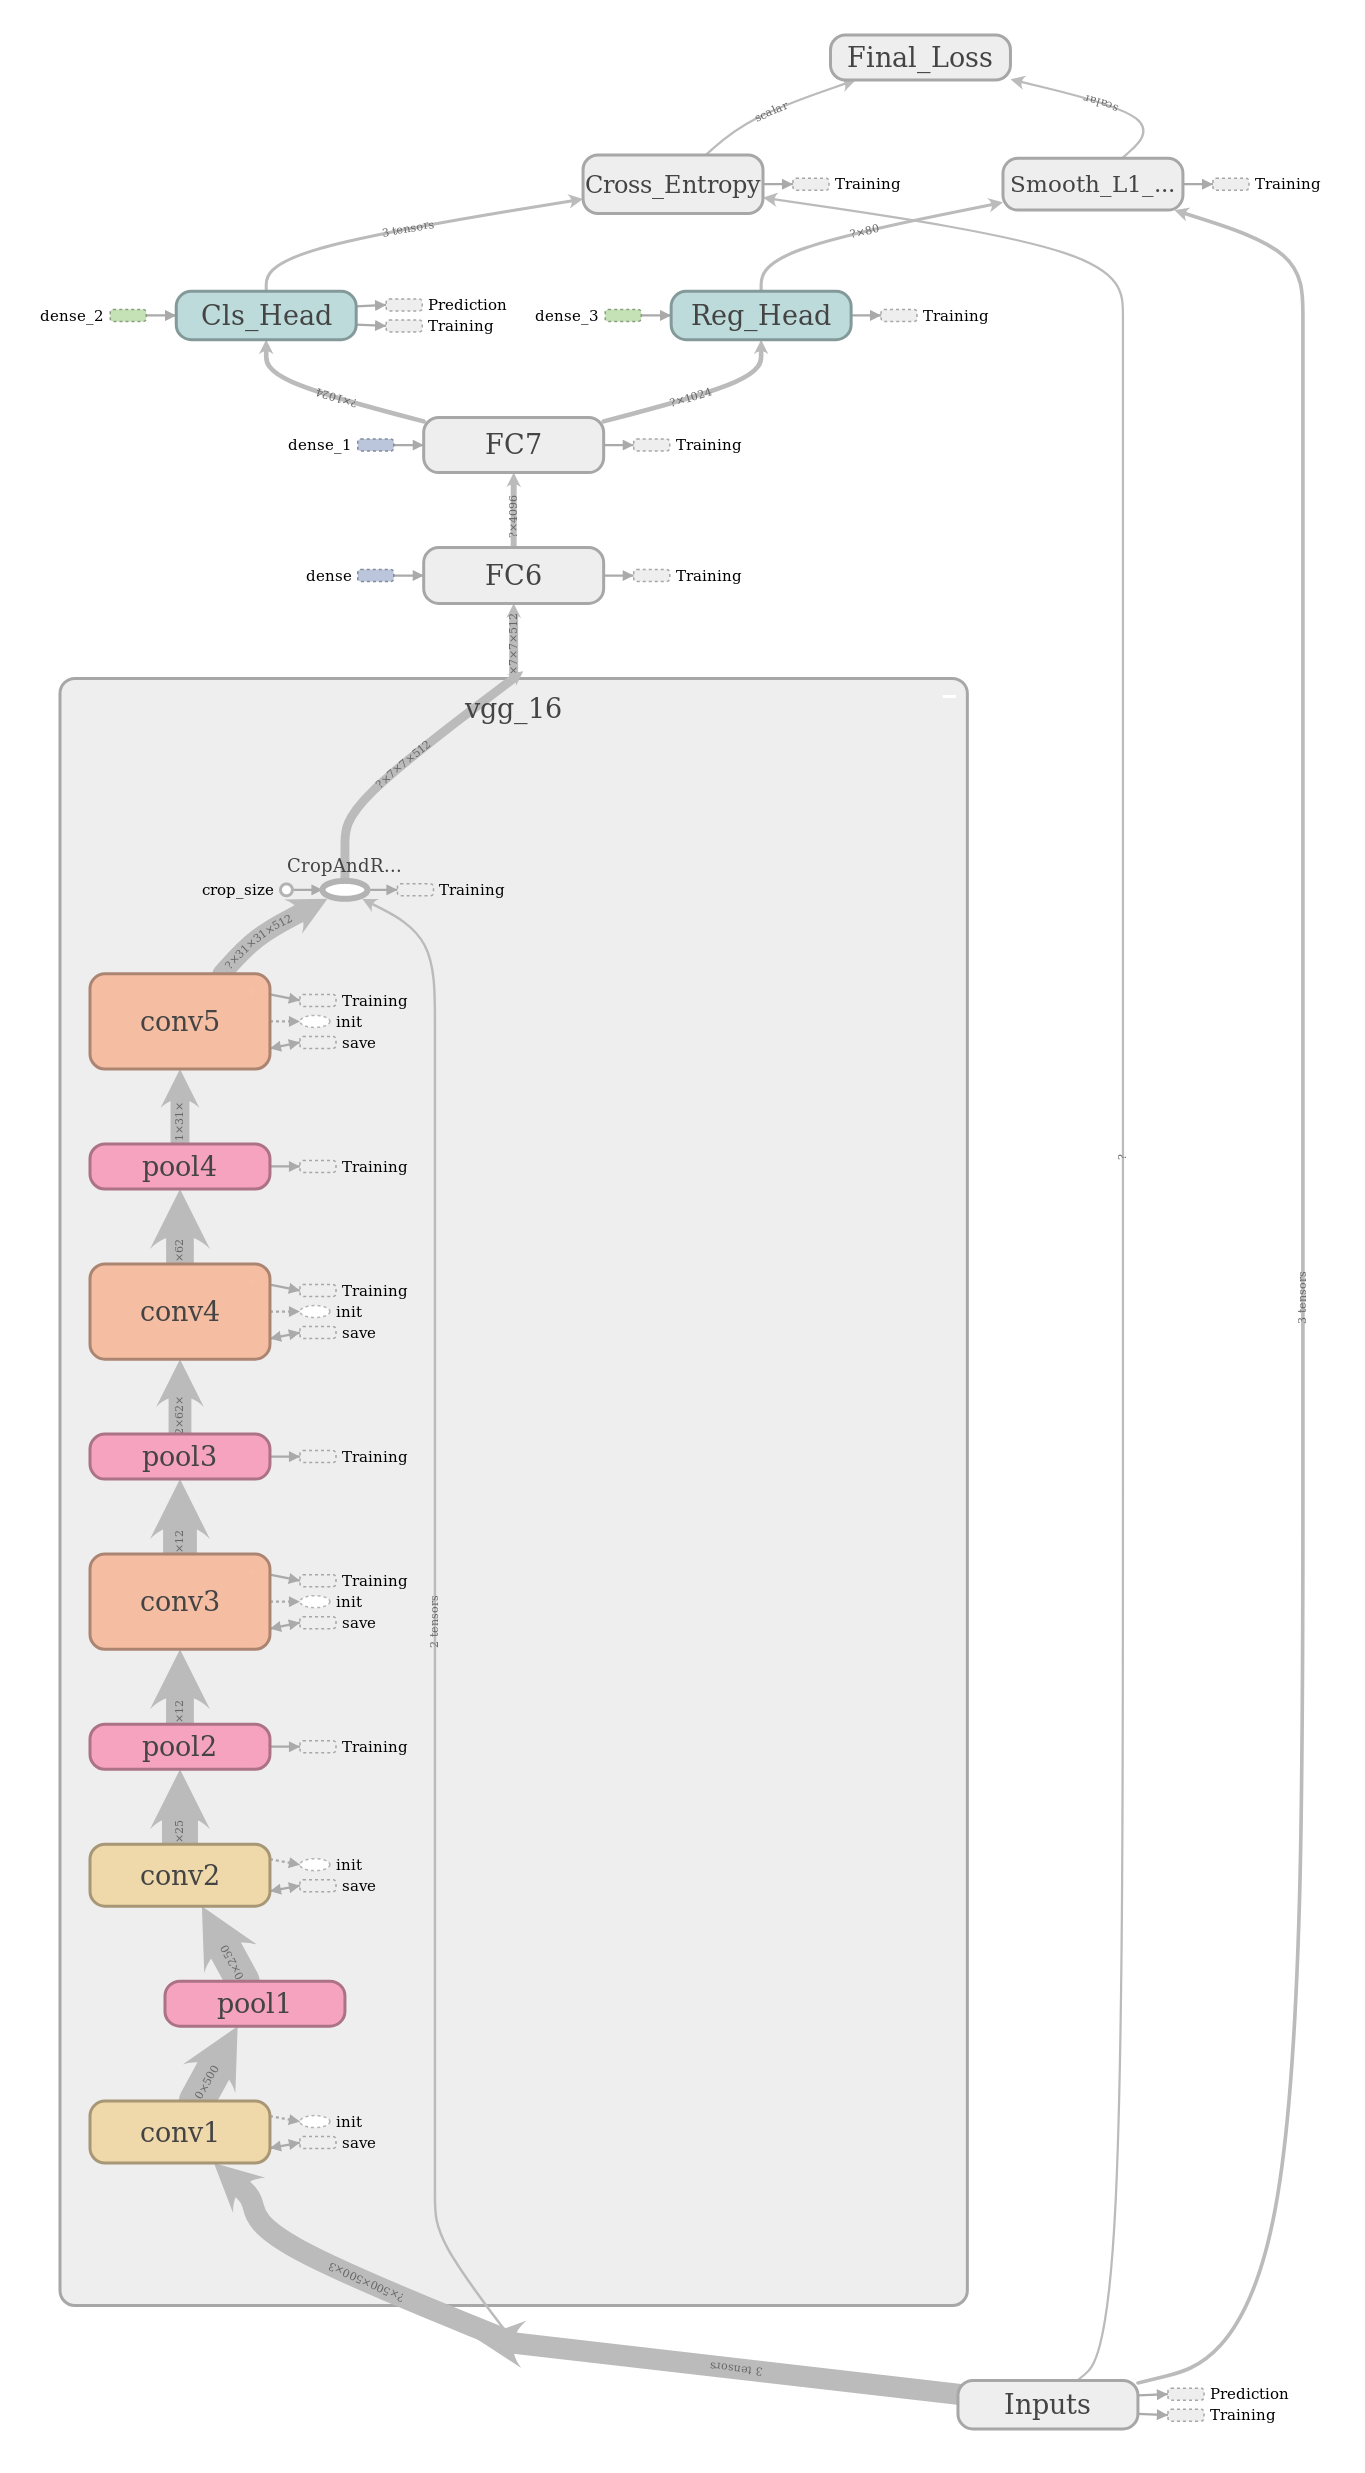 Final_Loss
scalar
scalar
Cross_Entropy
Training
Smooth_L1_...
Training
3 tensors
?×80
dense_2
Cls_Head
Prediction
Training
dense_3
Reg_Head
Training
?×1024
?×1024
dense_1
FC7
Training
?×4096
dense
FC6
Training
×7×7×512
vgg_16
?×7×7×512
CropAndR...
crop_size
Training
?×31×31×512
conv5
Training
init
save
1×31×
pool4
Training
?
×62
conv4
Training
init
save
3 tensors
2×62×
pool3
Training
×12
conv3
Training
init
save
2 tensors
×12
pool2
Training
×25
conv2
init
save
0×250
pool1
0×500
conv1
init
save
?×500×500×3
3 tensors
Inputs
Prediction
Training